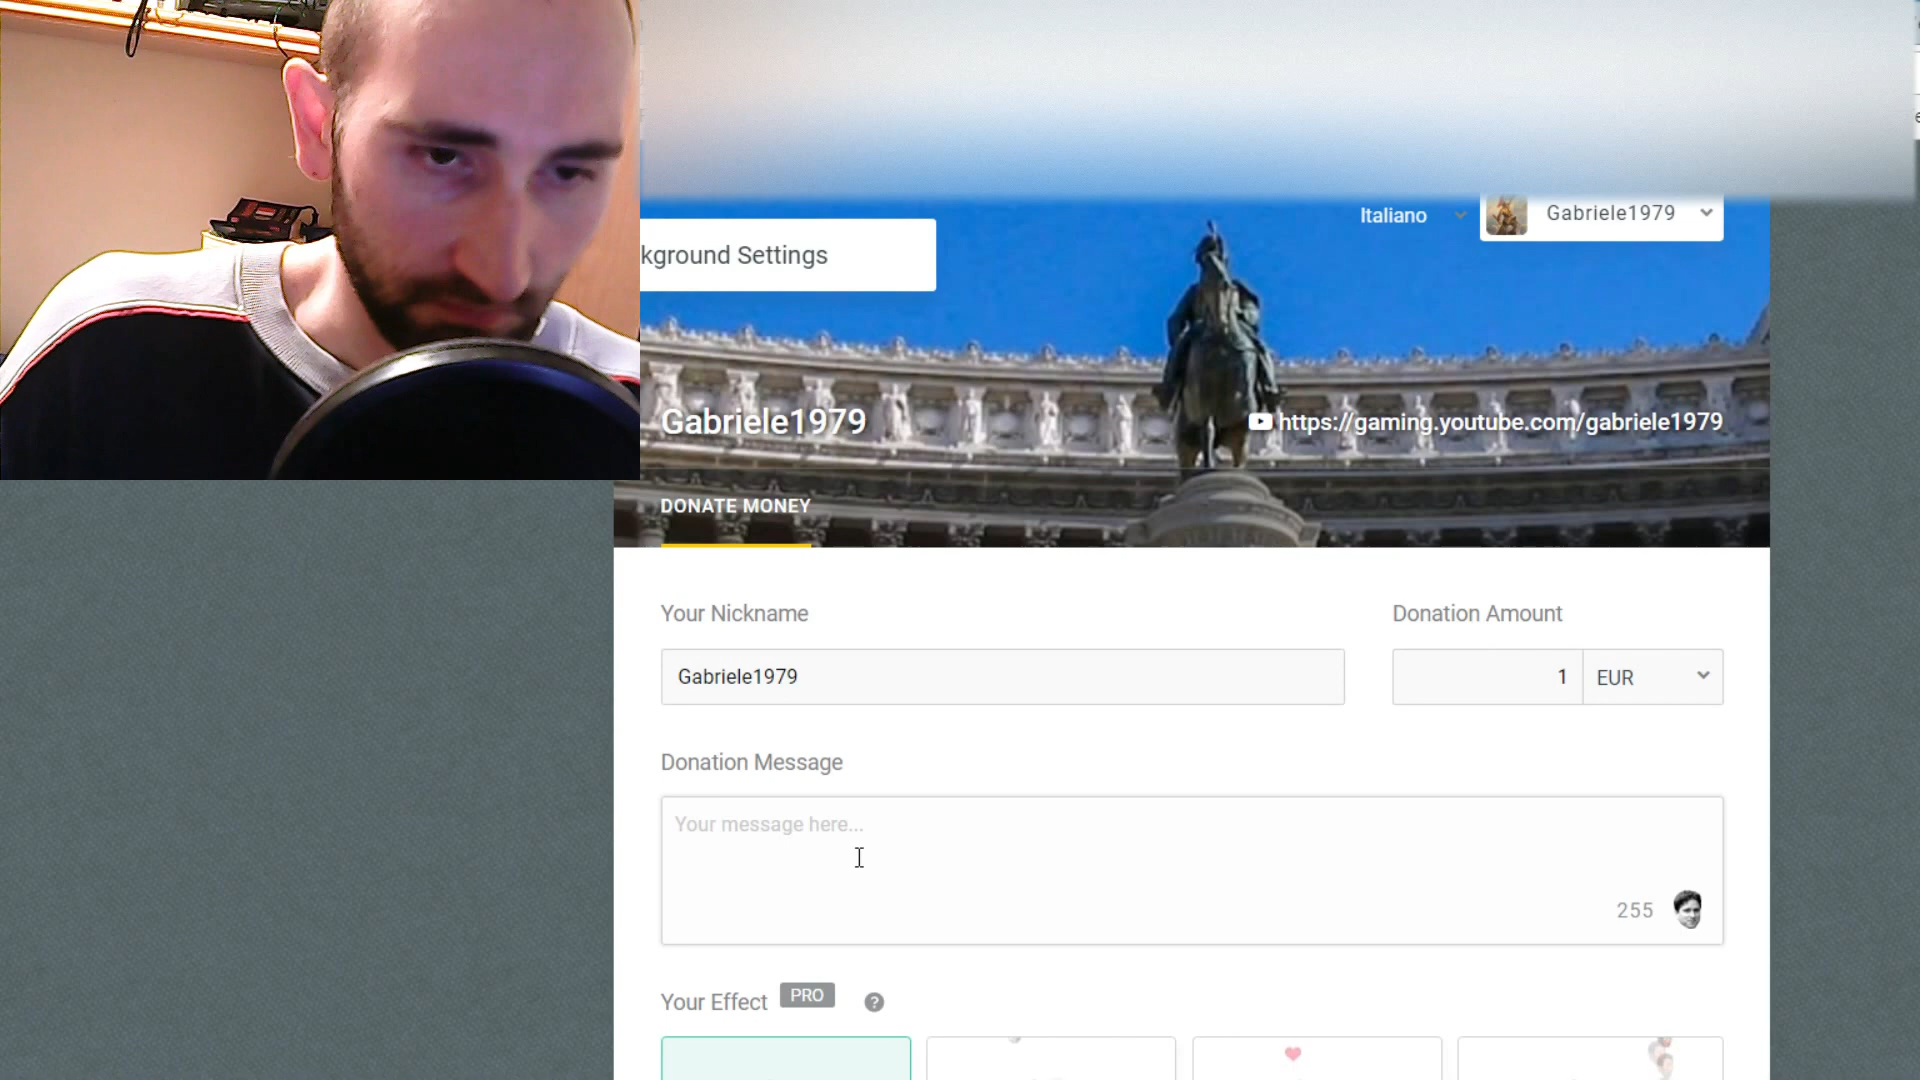 Italiano
Gabriele1979
kground Settings
Gabriele1979
https://gaming.youtube.com/gabriele1979
DONATE MONEY
Your Nickname
Donation Amount
Gabriele1979
1
EUR
Donation Message
Your message here...
255
Your Effect
PRO
?